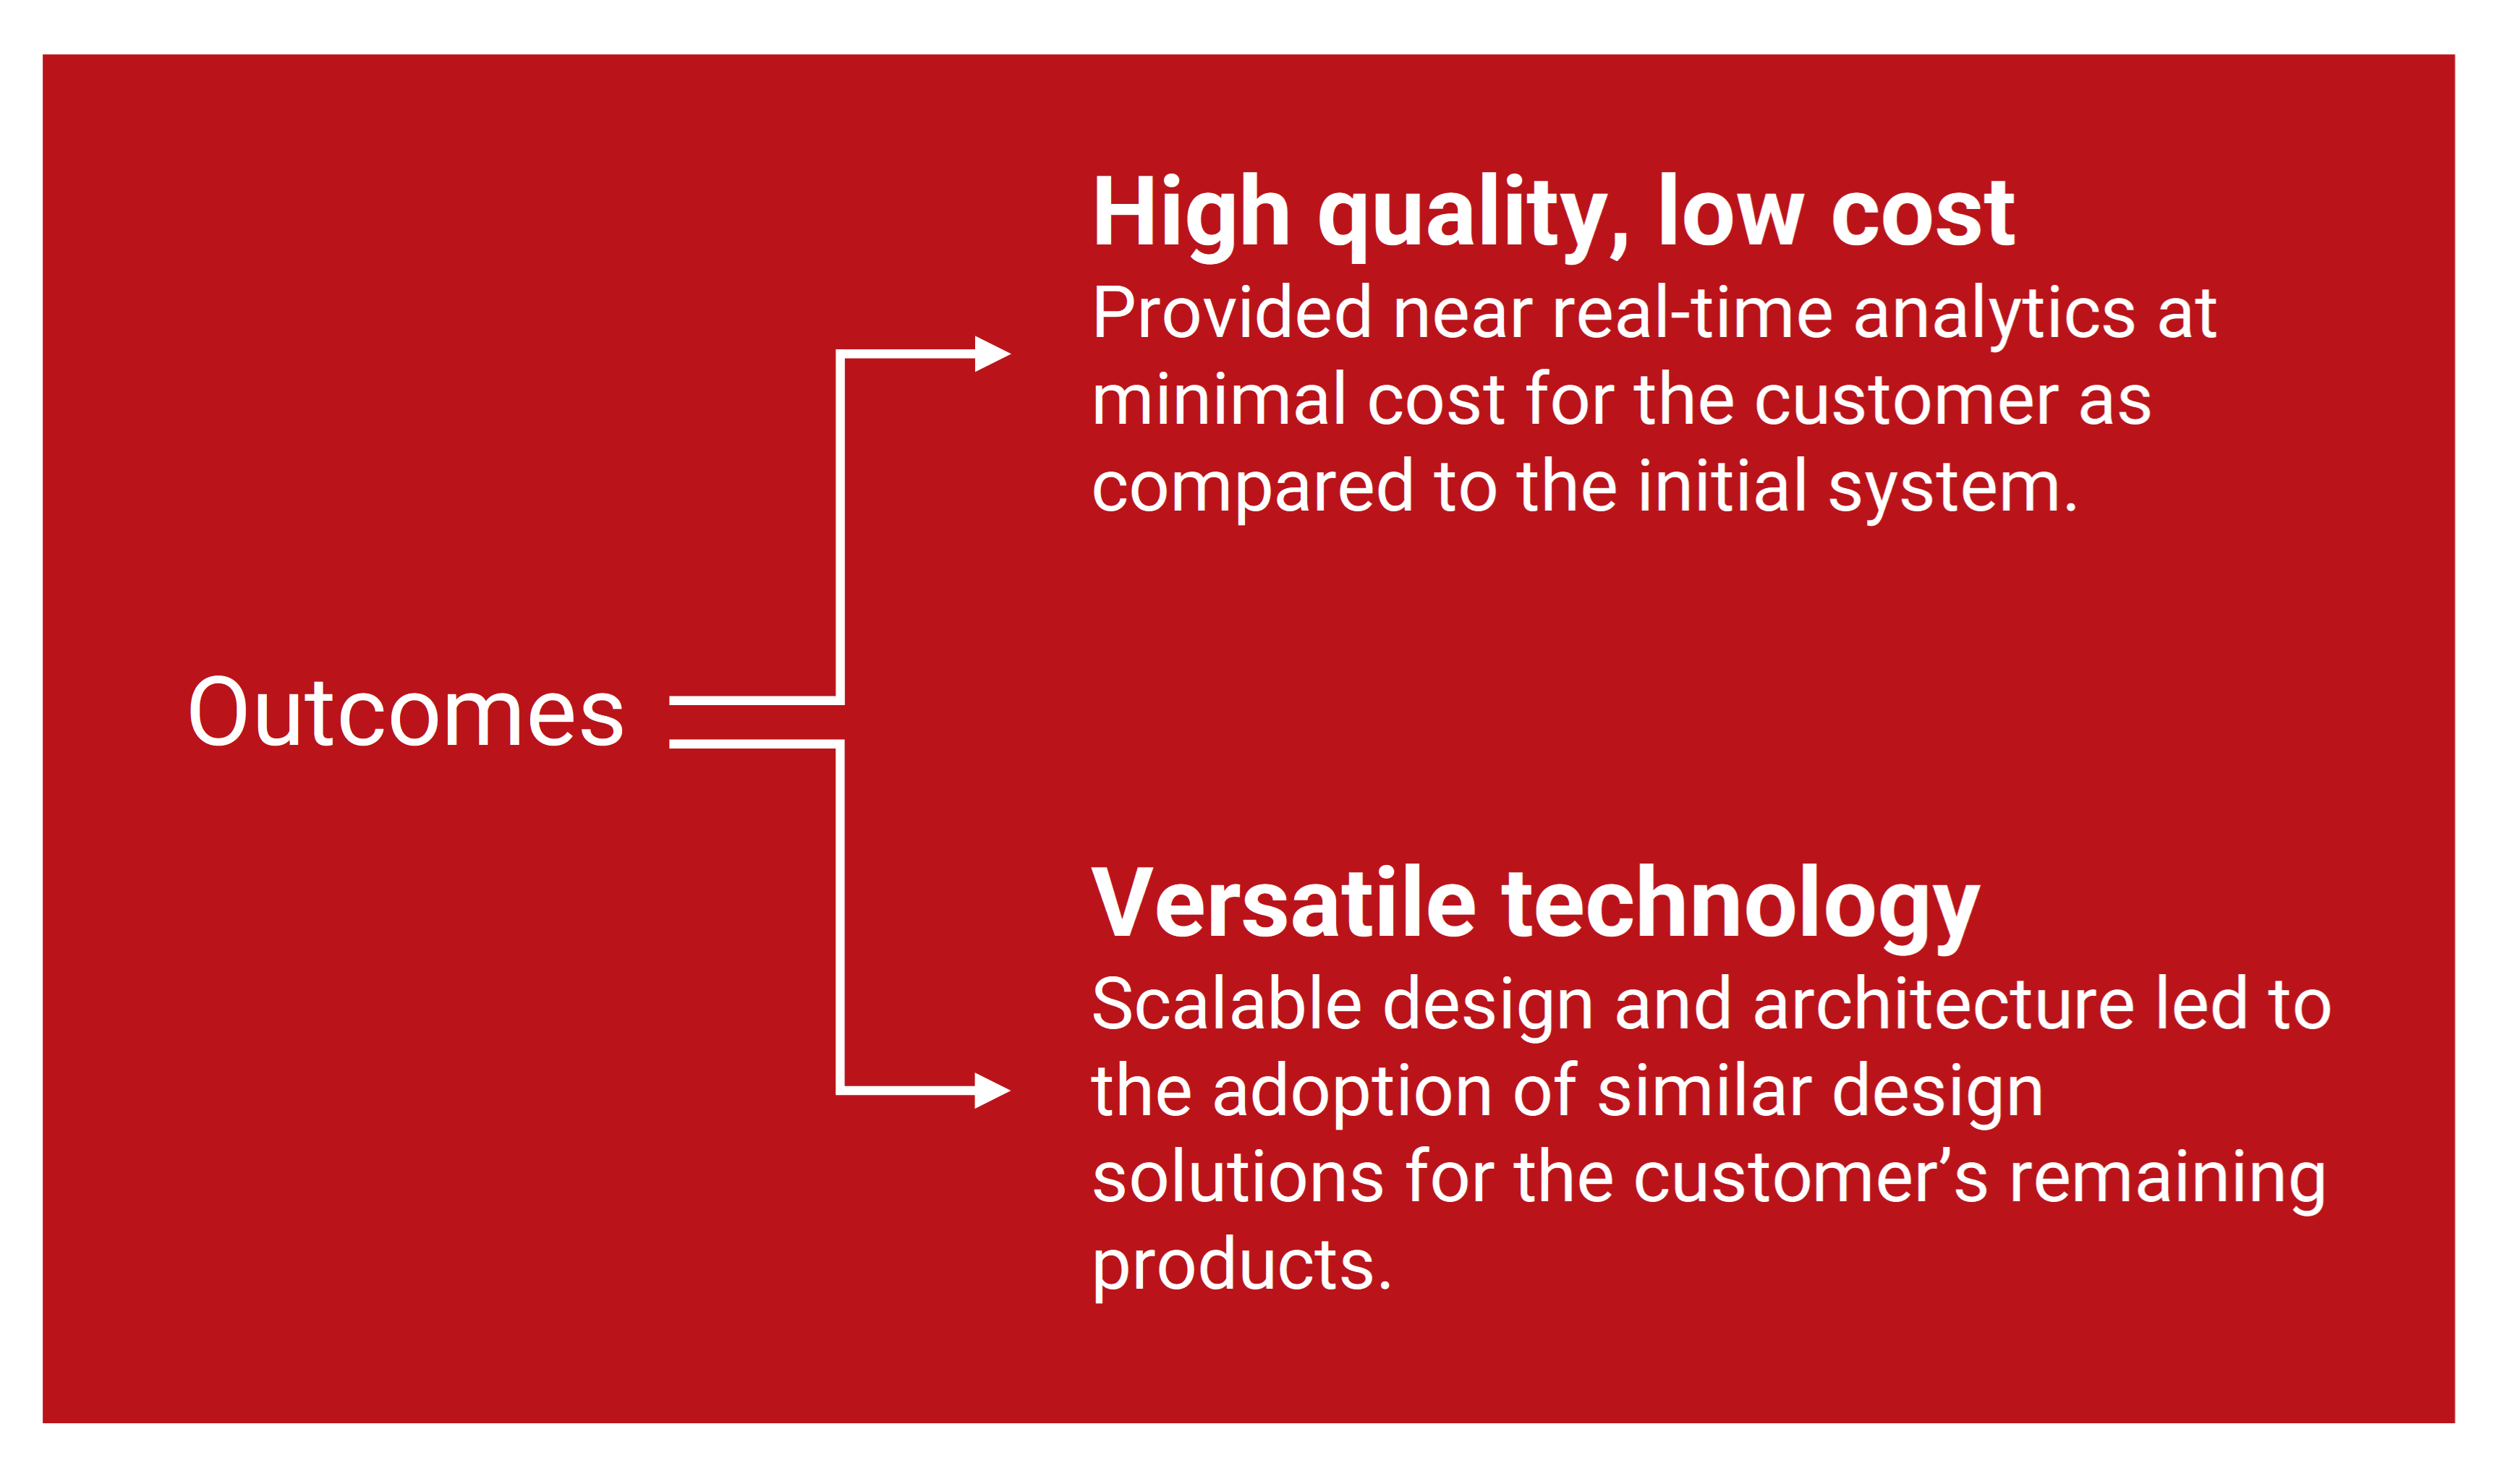 Outcomes
High quality, low cost
Provided near real-time analytics at
minimal cost for the customer as
compared to the initial system.
Versatile technology
Scalable design and architecture led to
the adoption of similar design
solutions for the customer’s remaining
products.